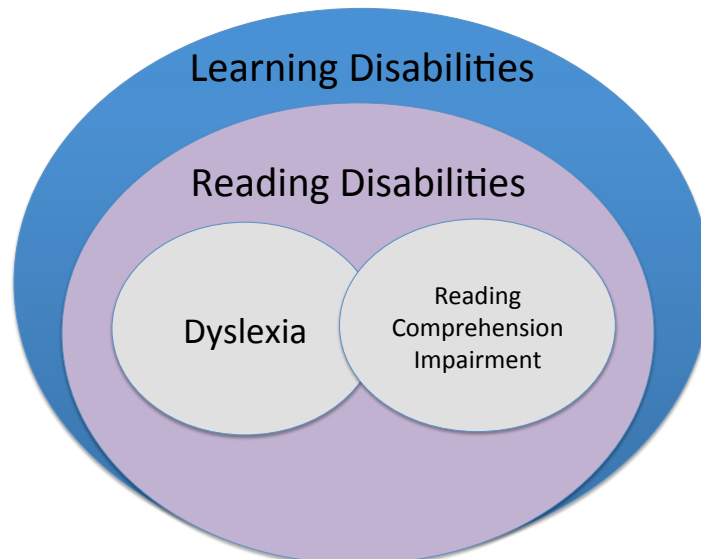 Learning Disabilities
Reading Disabilities
Dyslexia
Reading
Comprehension
Impairment